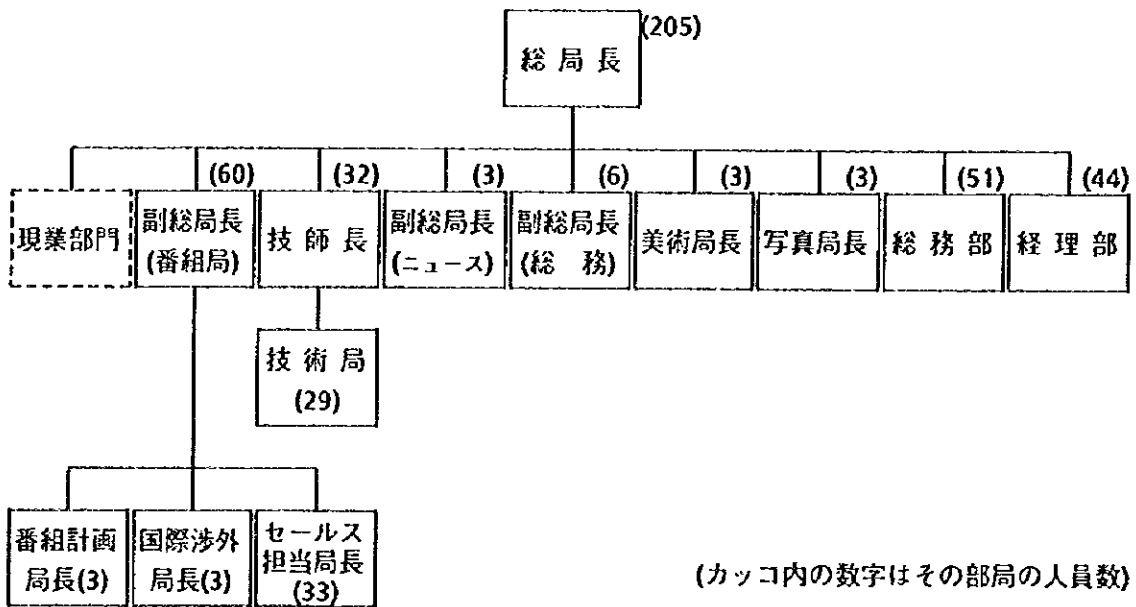 (205)
総局長
(60) (32) (3) (6) (3) (3) (51) (44)
現業部門
副総局長
(番組局)
技師長
副総局長
(ニュース)
副総局長
(総 務)
美術局長
写真局長
総務部
経理部
技術局
(29)
番組計画
局長(3)
国際渉外
局長(3)
セールス
担当局長
(33)
(カッコ内の数字はその部局の人員数)